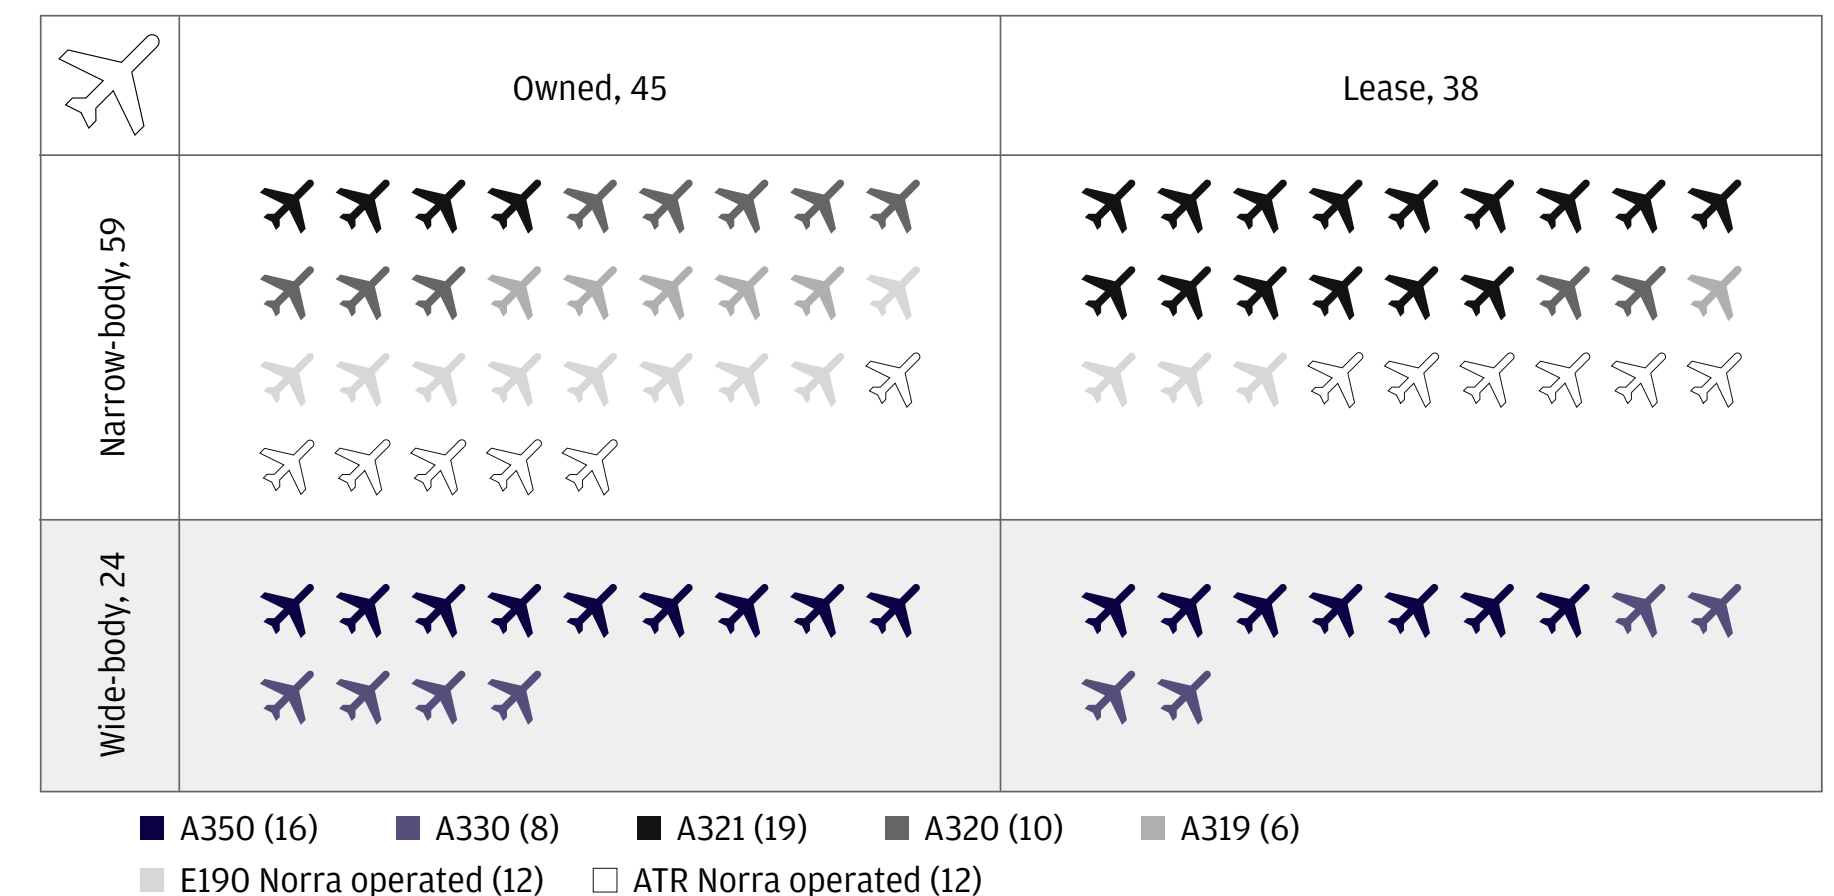 Owned, 45
Lease, 38
Narrow-body, 59
Wide-body, 24
A350 (16)
A330 (8)
A321 (19)
A320 (10)
A319 (6)
E190 Norra operated (12)
ATR Norra operated (12)